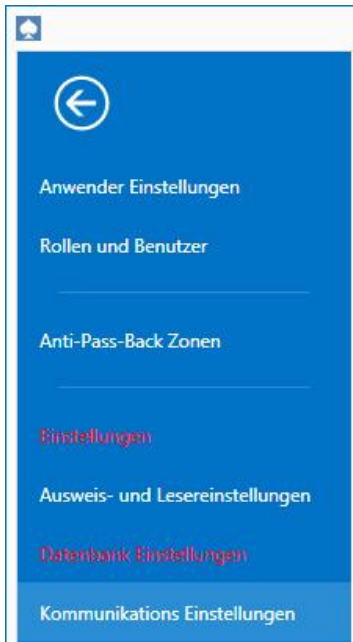 Anwender Einstellungen
Rollen und Benutzer
Anti-Pass-Back Zonen
Einstellungen
Ausweis- und Lesereinstellungen
Datenbank Einstellungen
Kommunikations Einstellungen